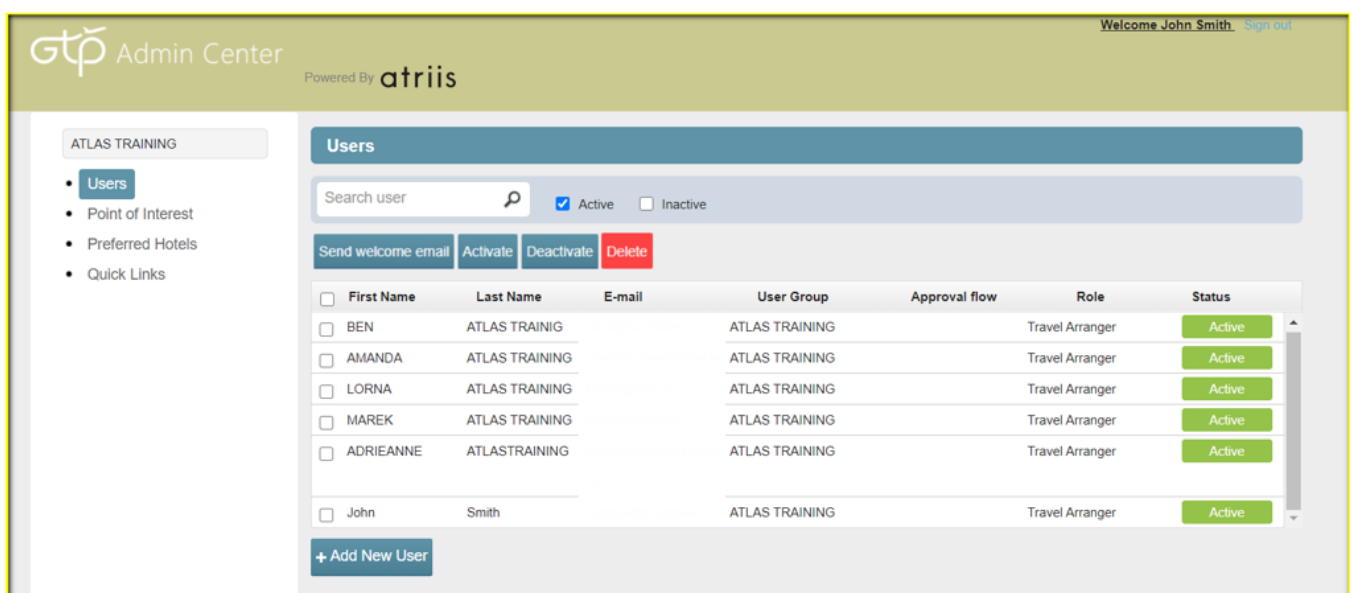 Welcome John Smith Sign out
gtp Admin Center
Powered By atriis
ATLAS TRAINING
Users
Point of Interest
Preferred Hotels
Quick Links
Users
Search user Active Inactive
Send welcome email Activate Deactivate Delete
First Name Last Name E-mail User Group Approval flow Role Status
BEN ATLAS TRAINIG ATLAS TRAINING Travel Arranger Active
AMANDA ATLAS TRAINING ATLAS TRAINING Travel Arranger Active
LORNA ATLAS TRAINING ATLAS TRAINING Travel Arranger Active
MAREK ATLAS TRAINING ATLAS TRAINING Travel Arranger Active
ADRIEANNE ATLASTRAINING ATLAS TRAINING Travel Arranger Active
John Smith ATLAS TRAINING Travel Arranger Active
+ Add New User